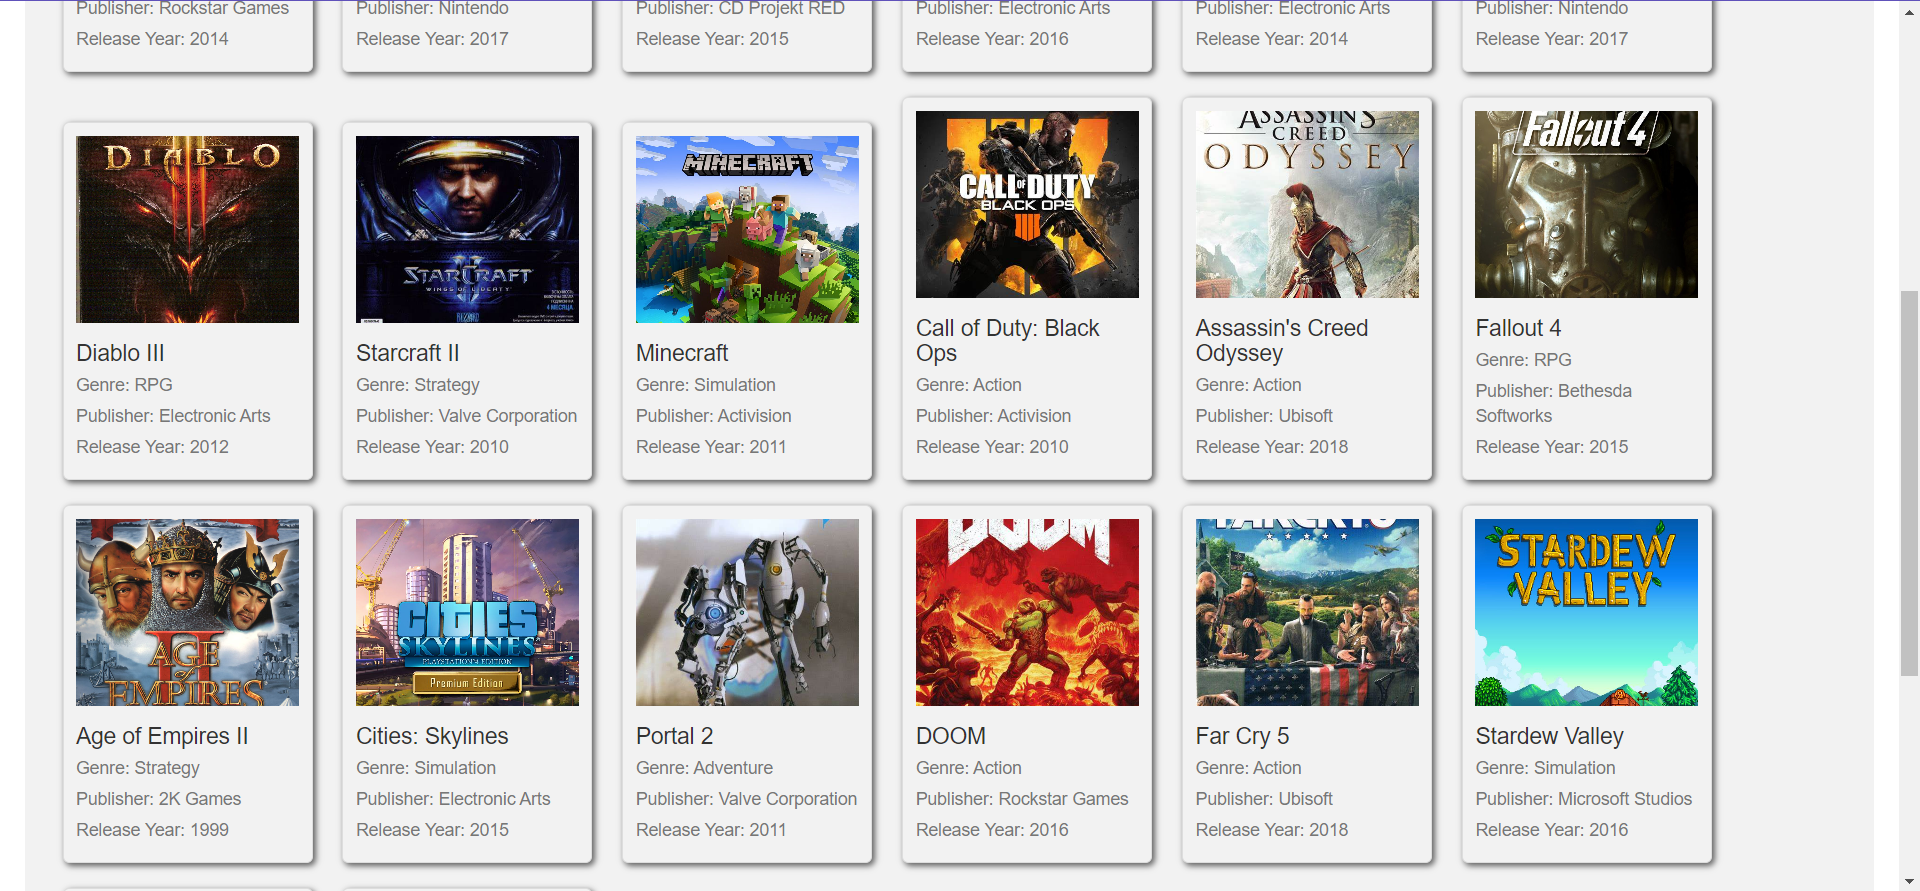 Publisher: Rockstar Games
Release Year: 2014
Publisher: Nintendo
Release Year: 2017
Publisher: CD Projekt RED
Release Year: 2015
Publisher: Electronic Arts
Release Year: 2016
Publisher: Electronic Arts
Release Year: 2014
Publisher: Nintendo
Release Year: 2017
DIABLO
Diablo III
Genre: RPG
Publisher: Electronic Arts
Release Year: 2012
STARCRAFT
II
WINGS OF LIBERTY
Starcraft II
Genre: Strategy
Publisher: Valve Corporation
Release Year: 2010
MINECRAFT
Minecraft
Genre: Simulation
Publisher: Activision
Release Year: 2011
CALL OF DUTY
BLACK OPS
IIII
Call of Duty: Black
Ops
Genre: Action
Publisher: Activision
Release Year: 2010
ASSASSIN'S
CREED
ODYSSEY
Assassin's Creed
Odyssey
Genre: Action
Publisher: Ubisoft
Release Year: 2018
Fallout 4
Fallout 4
Genre: RPG
Publisher: Bethesda
Softworks
Release Year: 2015
II
AGE
of
EMPIRES
Age of Empires II
Genre: Strategy
Publisher: 2K Games
Release Year: 1999
CITIES
SKYLINES
PLAYSTATION®4 EDITION
Premium Edition
Cities: Skylines
Genre: Simulation
Publisher: Electronic Arts
Release Year: 2015
Portal 2
Genre: Adventure
Publisher: Valve Corporation
Release Year: 2011
DOOM
DOOM
Genre: Action
Publisher: Rockstar Games
Release Year: 2016
FARCRY5
Far Cry 5
Genre: Action
Publisher: Ubisoft
Release Year: 2018
STARDEW
VALLEY
Stardew Valley
Genre: Simulation
Publisher: Microsoft Studios
Release Year: 2016